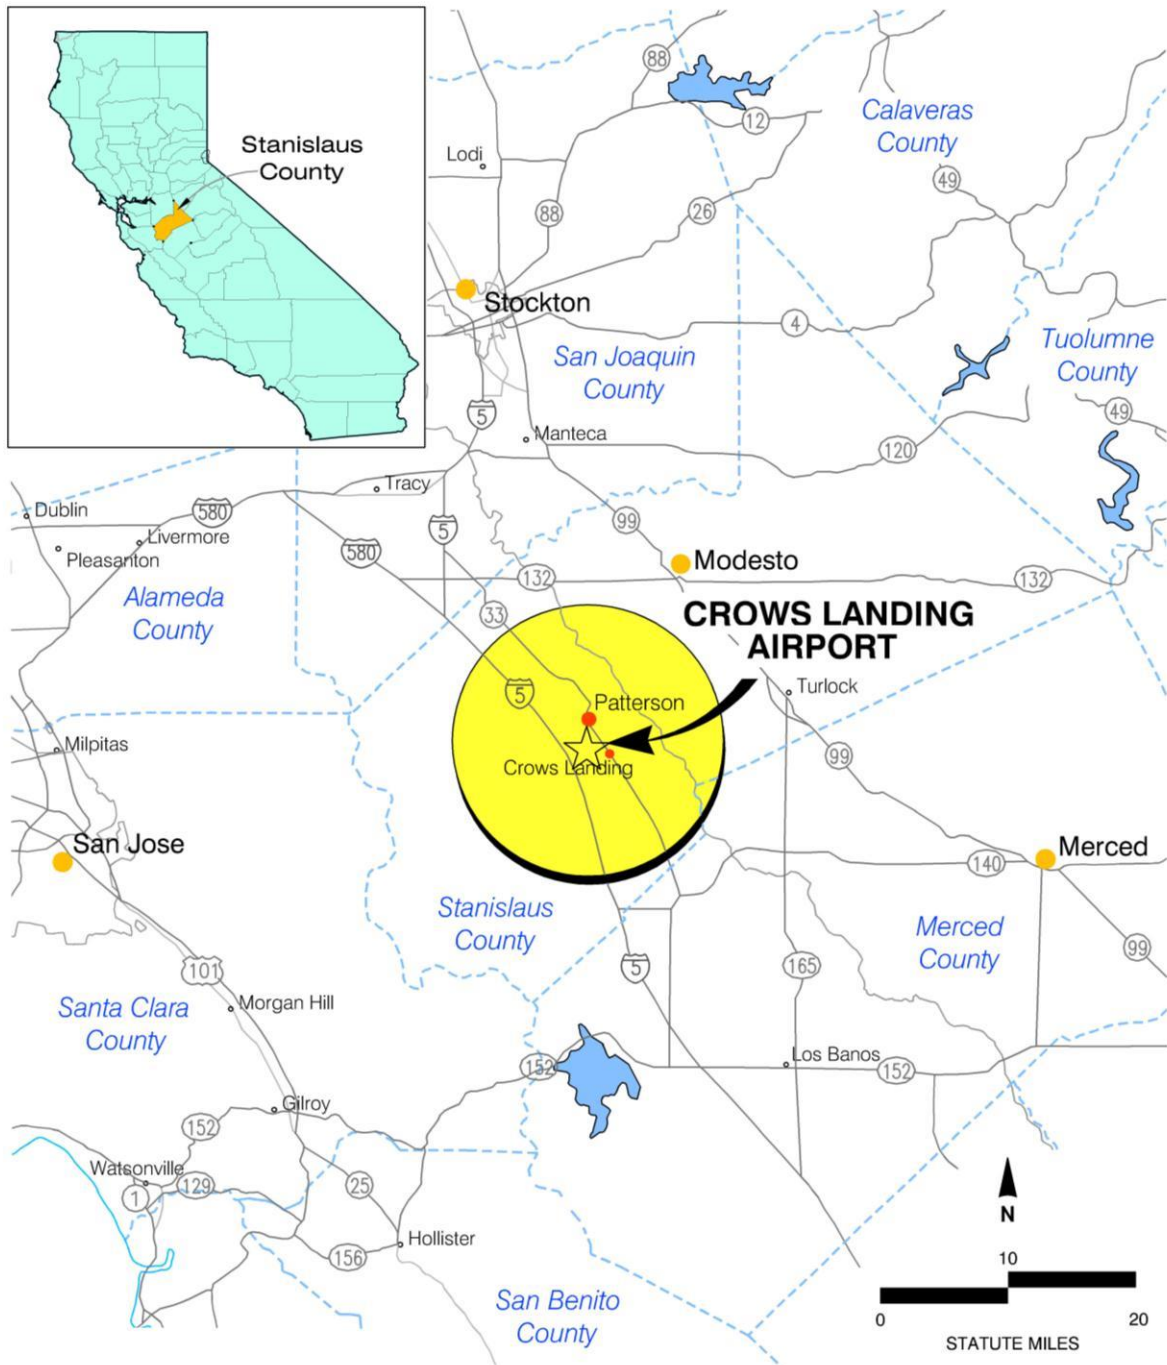 Stanislaus
County
88
12
Calaveras
County
Lodi
49
88
26
Stockton
4
San Joaquin
County
Tuolumne
County
5
49
Manteca
120
Tracy
Dublin
580
5
99
Livermore
Pleasanton
580
Modesto
132
132
Alameda
County
33
CROWS LANDING
AIRPORT
5
Patterson
Turlock
Milpitas
Crows Landing
99
San Jose
Merced
140
Stanislaus
County
Merced
County
99
101
5
165
Morgan Hill
Santa Clara
County
152
Los Banos
152
Gilroy
152
Watsonville
1
129
25
N
Hollister
156
San Benito
County
10
0
20
STATUTE MILES